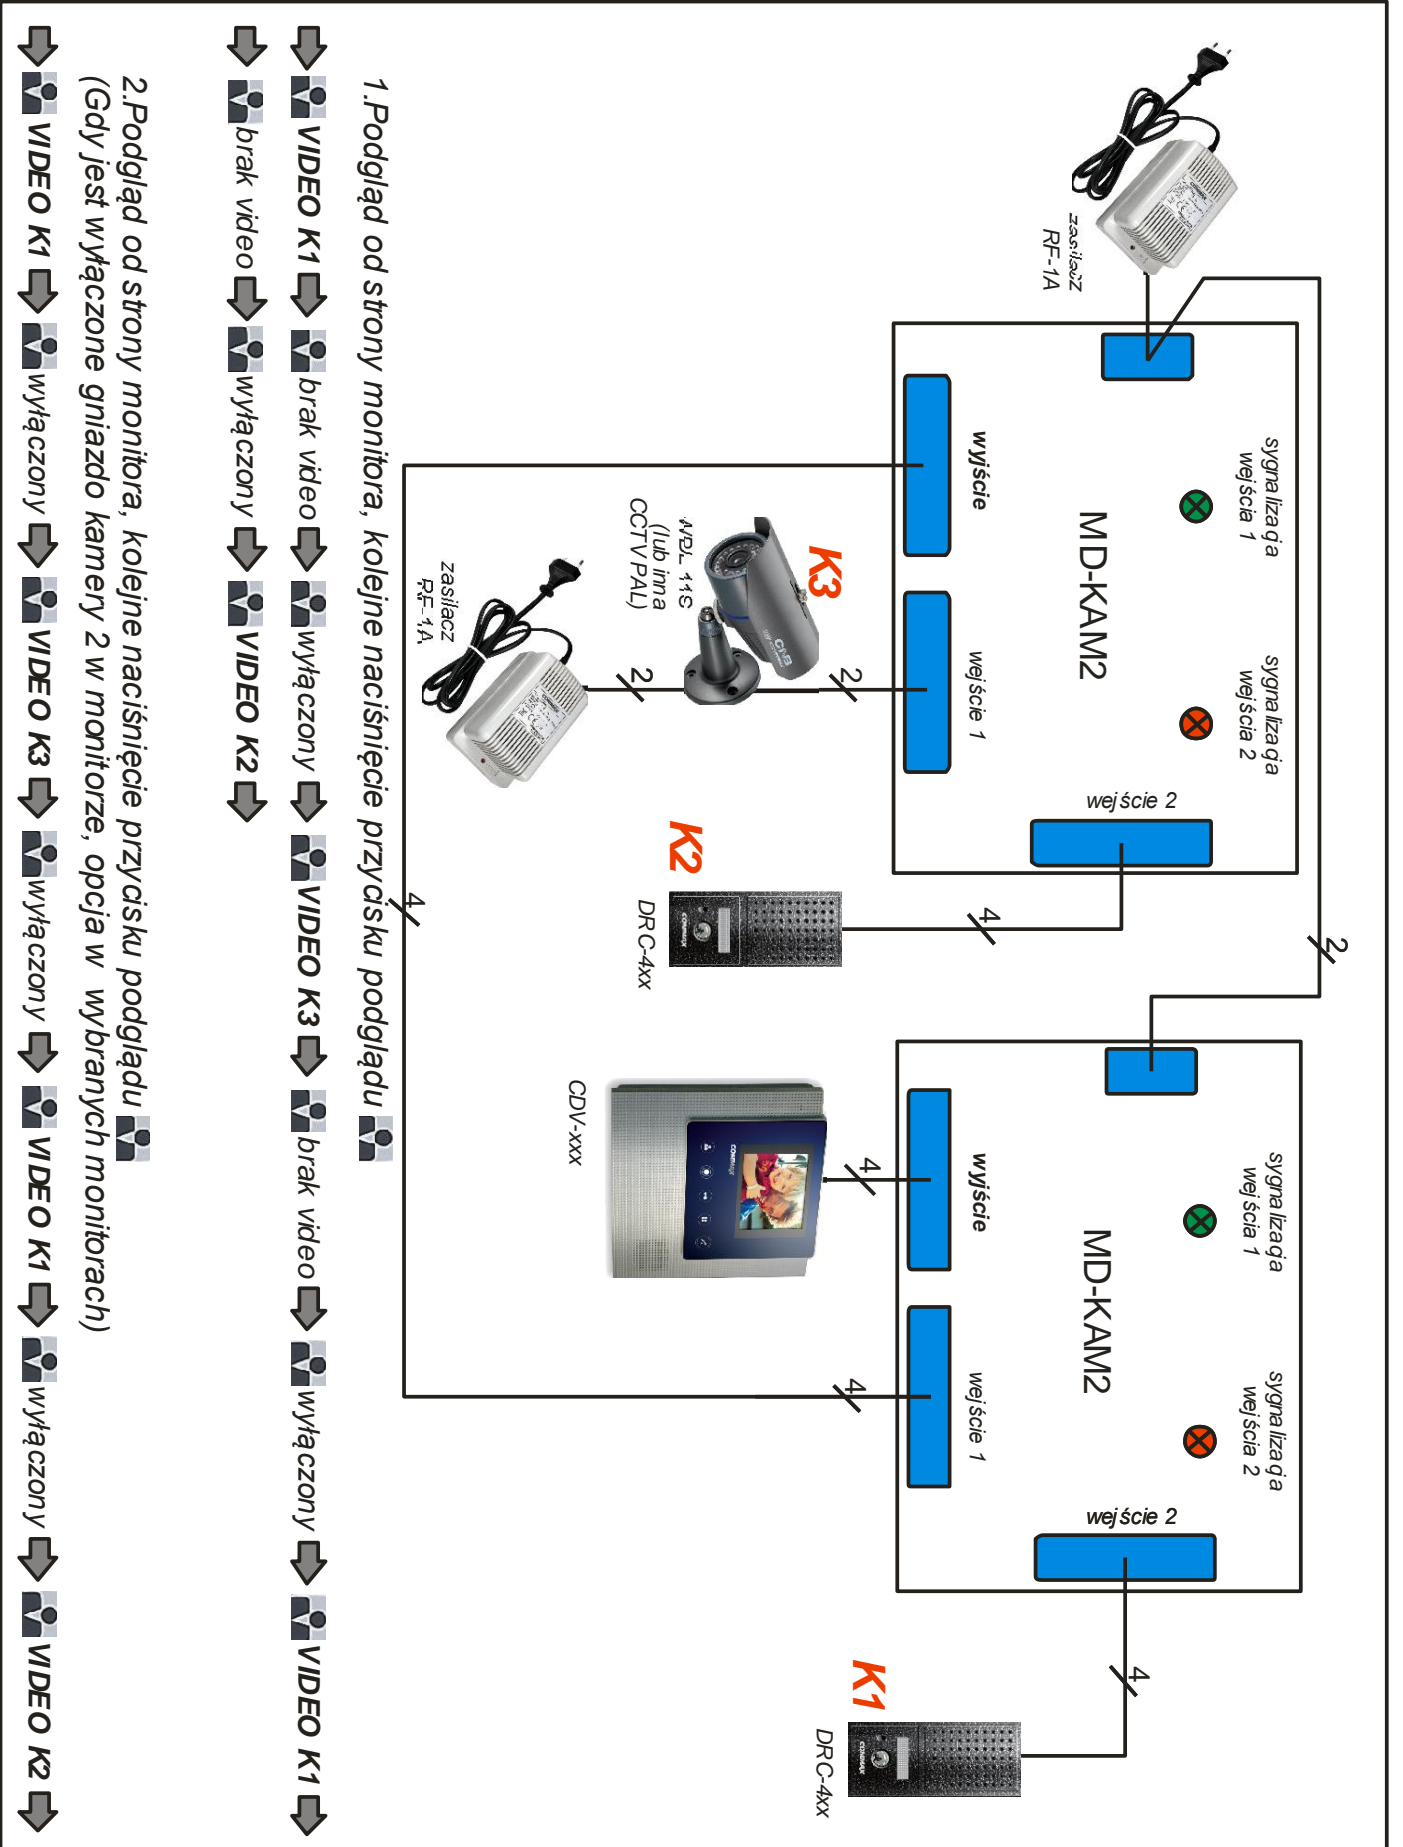 sygnalizacja
wejścia 1
sygnalizacja
wejścia 2
MD-KAM2
wyjście
wejście 1
wejście 2
zasilacz
RF-1A
2
sygnalizacja
wejścia 1
sygnalizacja
wejścia 2
MD-KAM2
wyjście
wejście 1
wejście 2
K3
(lub inna
CCTV PAL)
2
2
zasilacz
RF-1A
K2
DRC-4xx
COMMAX
4
4
4
4
COMMAX
CDV-xxx
4
K1
DRC-4xx
COMMAX
1.Podgląd od strony monitora, kolejne naciśnięcie przycisku podglądu
VIDEO K1 brak video wyłączony VIDEO K3 brak video wyłączony VIDEO K1
brak video wyłączony VIDEO K2
2.Podgląd od strony monitora, kolejne naciśnięcie przycisku podglądu
(Gdy jest wyłączone gniazdo kamery 2 w monitorze, opcja w wybranych monitorach)
VIDEO K1 wyłączony VIDEO K3 wyłączony VIDEO K1 wyłączony VIDEO K2